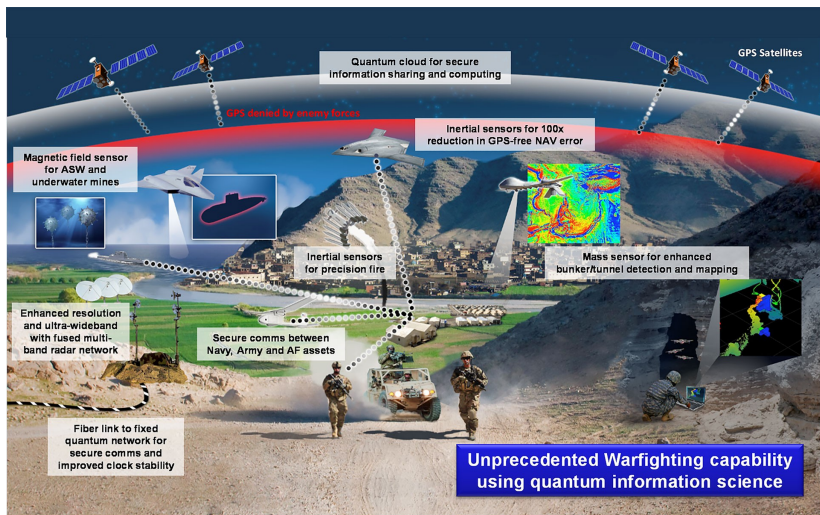 Quantum cloud for secure
information sharing and computing
GPS Satellites
GPS denied by enemy forces
Inertial sensors for 100x
reduction in GPS-free NAV error
Magnetic field sensor
for ASW and
underwater mines
Inertial sensors
for precision fire
Mass sensor for enhanced
bunker/tunnel detection and mapping
Enhanced resolution
and ultra-wideband
with fused multi-
band radar network
Secure comms between
Navy, Army and AF assets
Fiber link to fixed
quantum network for
secure comms and
improved clock stability
Unprecedented Warfighting capability
using quantum information science